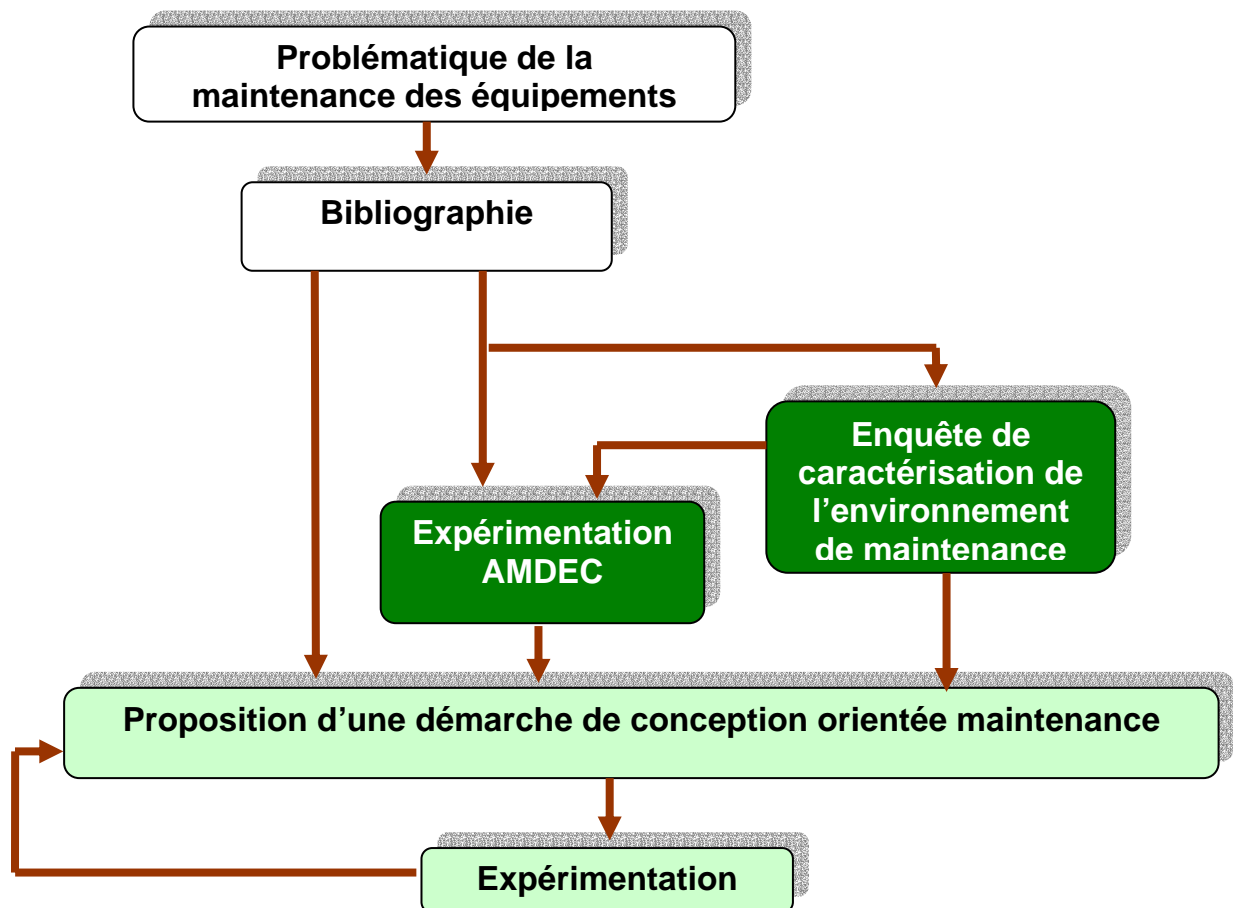 Problématique de la
maintenance des équipements
Bibliographie
Enquête de
caractérisation de
l’environnement
de maintenance
Expérimentation
AMDEC
Proposition d’une démarche de conception orientée maintenance
Expérimentation